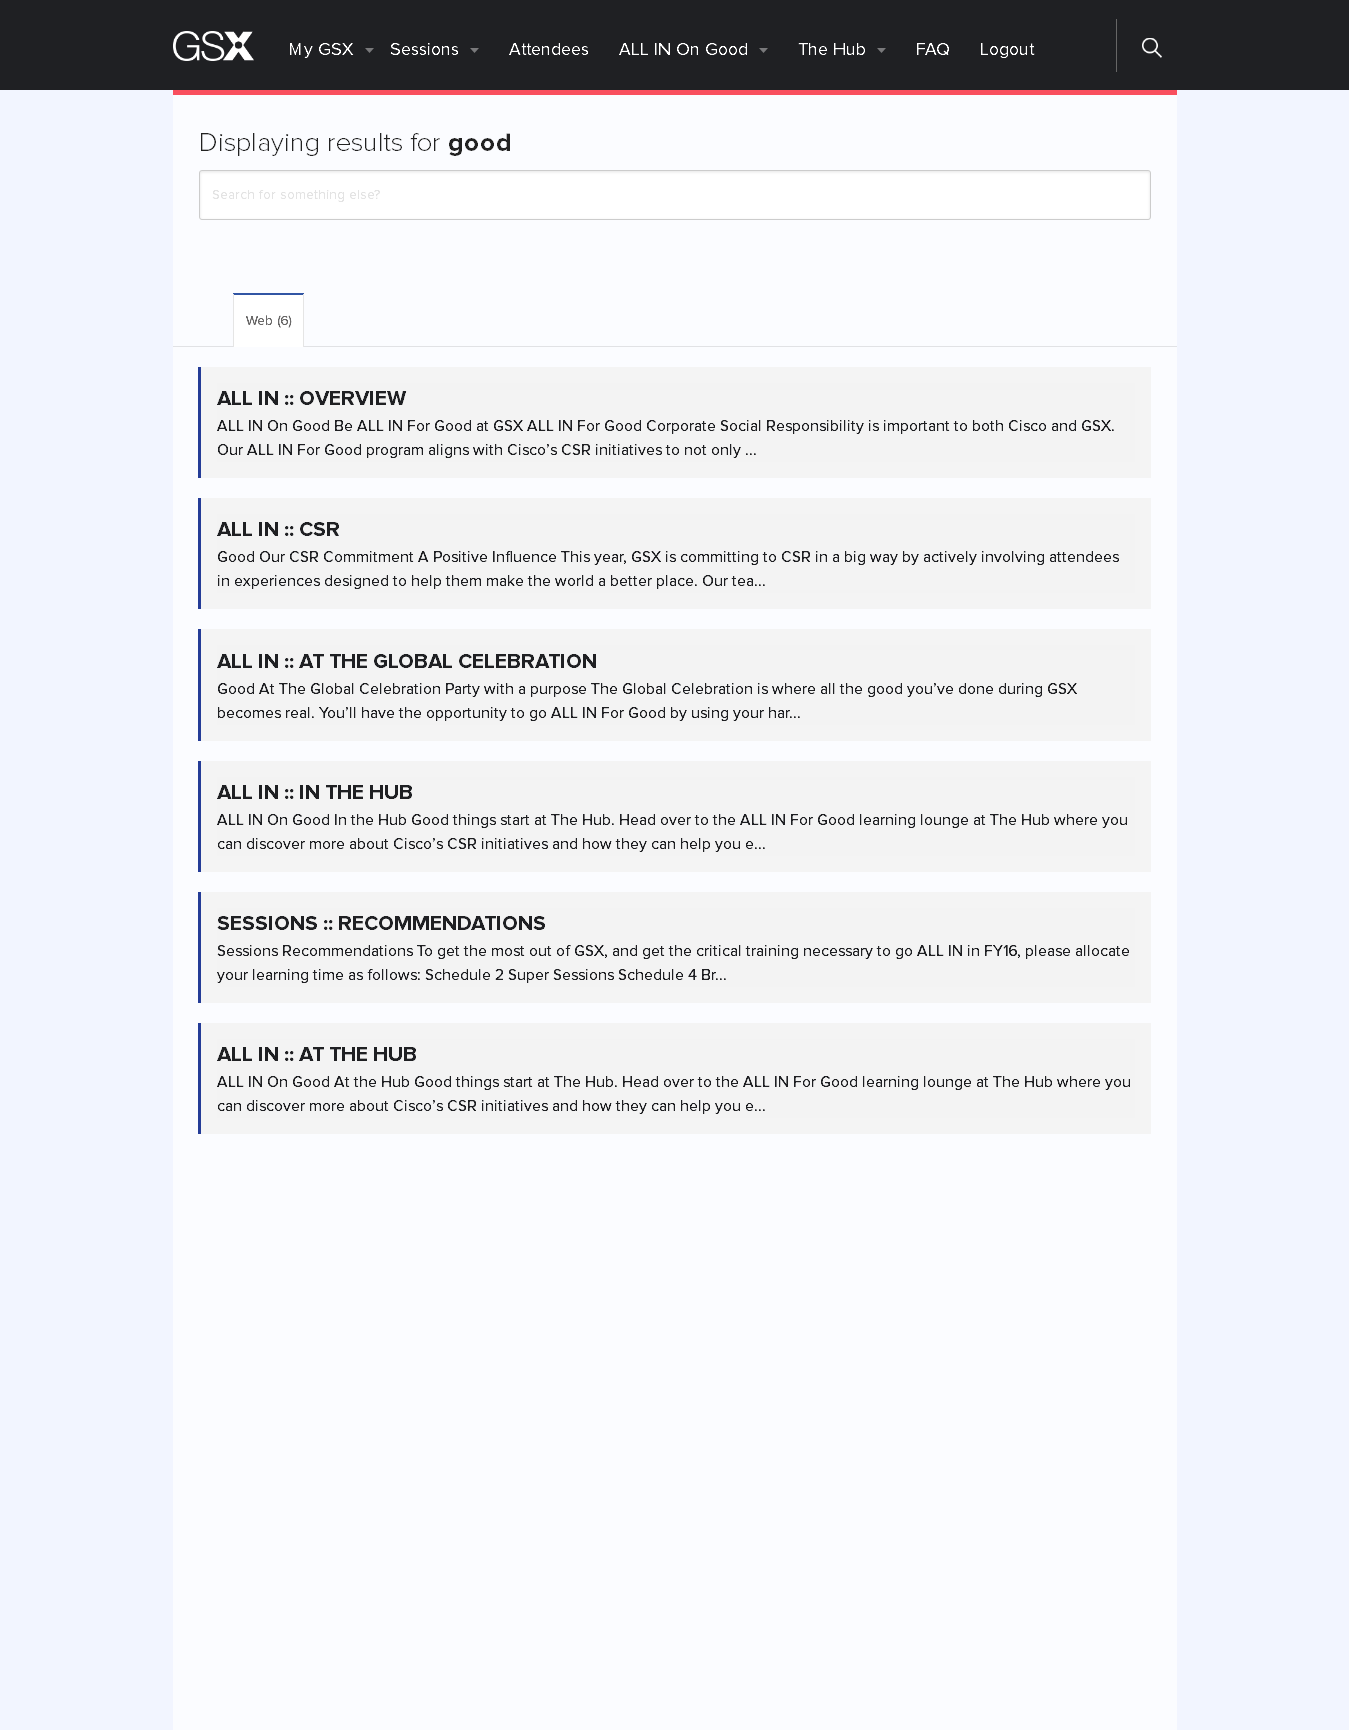 GSX My GSX Sessions Attendees ALL IN On Good The Hub FAQ Logout
Displaying results for good
Search for something else?
Web (6)
ALL IN :: OVERVIEW
ALL IN On Good Be ALL IN For Good at GSX ALL IN For Good Corporate Social Responsibility is important to both Cisco and GSX.
Our ALL IN For Good program aligns with Cisco’s CSR initiatives to not only ...
ALL IN :: CSR
Good Our CSR Commitment A Positive Influence This year, GSX is committing to CSR in a big way by actively involving attendees
in experiences designed to help them make the world a better place. Our tea...
ALL IN :: AT THE GLOBAL CELEBRATION
Good At The Global Celebration Party with a purpose The Global Celebration is where all the good you’ve done during GSX
becomes real. You’ll have the opportunity to go ALL IN For Good by using your har...
ALL IN :: IN THE HUB
ALL IN On Good In the Hub Good things start at The Hub. Head over to the ALL IN For Good learning lounge at The Hub where you
can discover more about Cisco’s CSR initiatives and how they can help you e...
SESSIONS :: RECOMMENDATIONS
Sessions Recommendations To get the most out of GSX, and get the critical training necessary to go ALL IN in FY16, please allocate
your learning time as follows: Schedule 2 Super Sessions Schedule 4 Br...
ALL IN :: AT THE HUB
ALL IN On Good At the Hub Good things start at The Hub. Head over to the ALL IN For Good learning lounge at The Hub where you
can discover more about Cisco’s CSR initiatives and how they can help you e...